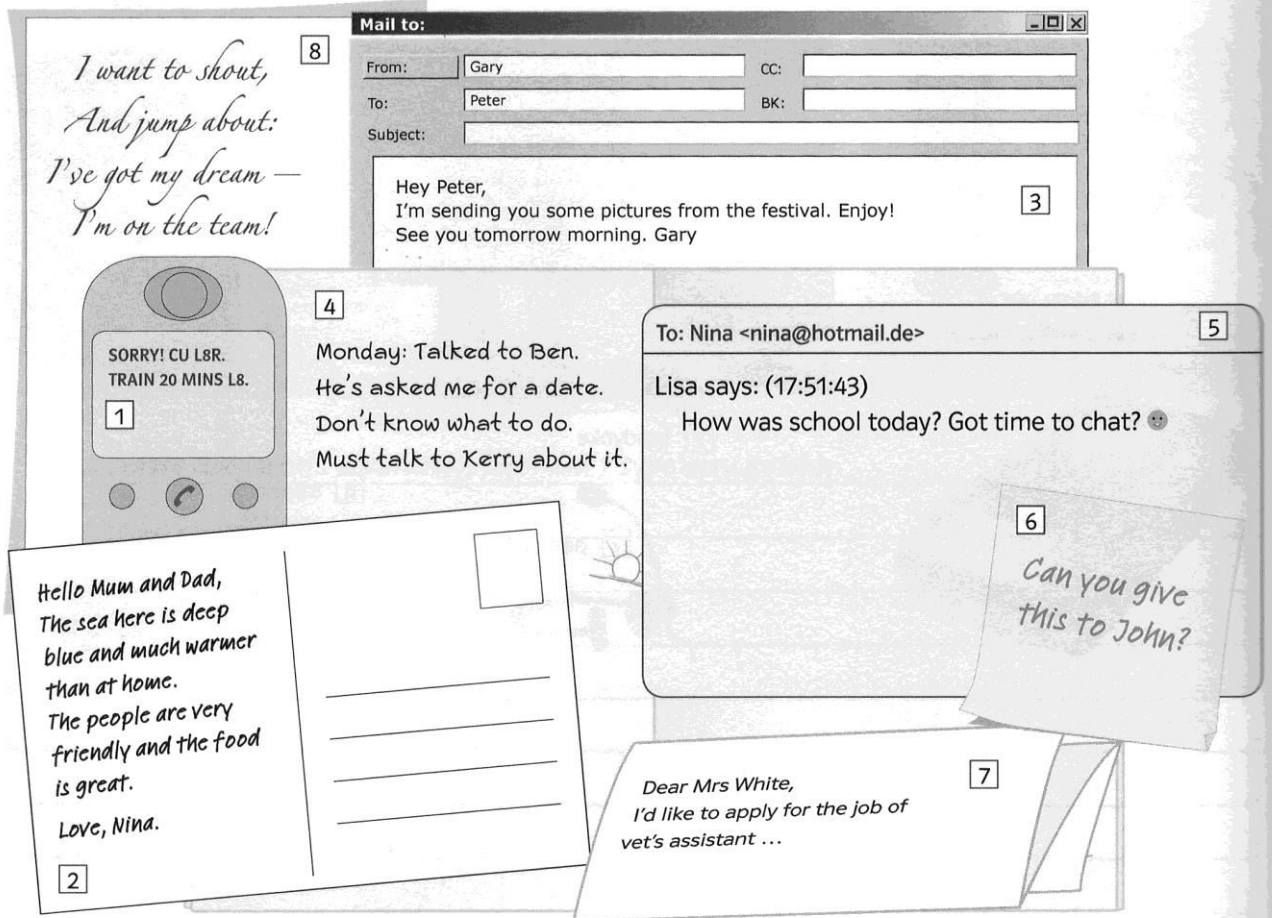 8
I want to shout,
And jump about:
I've got my dream —
I'm on the team!
Mail to:
From: Gary CC:
To: Peter BK:
Subject:
Hey Peter,
I'm sending you some pictures from the festival. Enjoy!
See you tomorrow morning. Gary
3
SORRY! CU L8R.
TRAIN 20 MINS L8.
1
4
Monday: Talked to Ben.
He's asked me for a date.
Don't know what to do.
Must talk to Kerry about it.
To: Nina <nina@hotmail.de>
5
Lisa says: (17:51:43)
How was school today? Got time to chat?
6
Can you give
this to John?
Hello Mum and Dad,
The sea here is deep
blue and much warmer
than at home.
The people are very
friendly and the food
is great.
Love, Nina.
2
Dear Mrs White,
I'd like to apply for the job of
vet's assistant ...
7